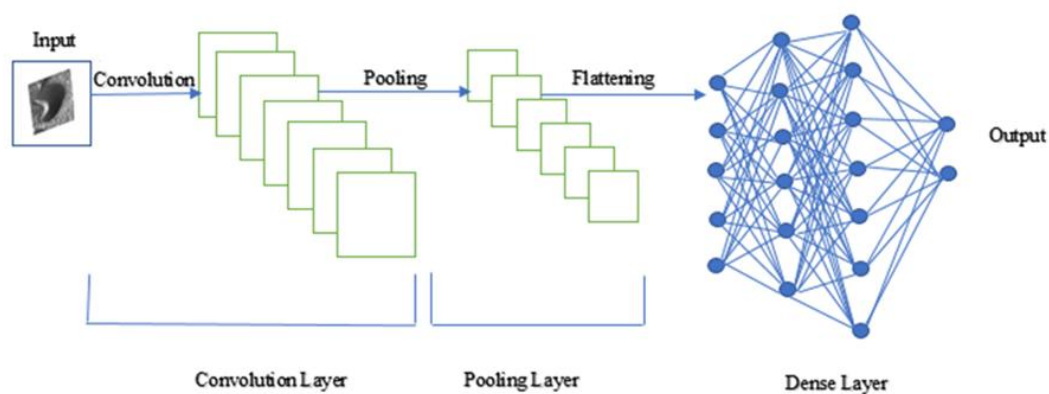 Input
Convolution
Pooling
Flattening
Output
Convolution Layer
Pooling Layer
Dense Layer